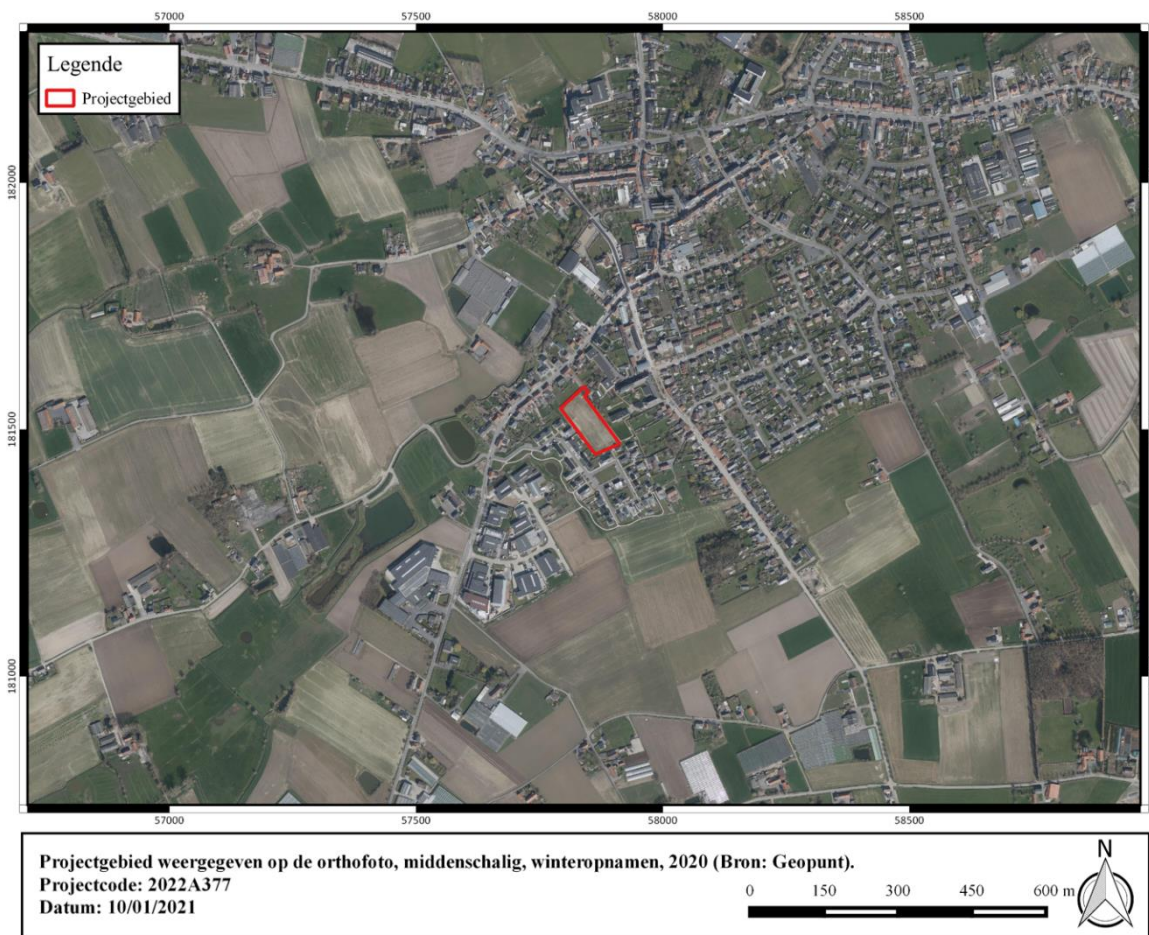 57000 57500 58000 58500
Legende
Projectgebied
182000
181500
181000
57000 57500 58000 58500
Projectgebied weergegeven op de orthofoto, middenschalig, winteropnamen, 2020 (Bron: Geopunt).
Projectcode: 2022A377
Datum: 10/01/2021
0 150 300 450 600 m
N